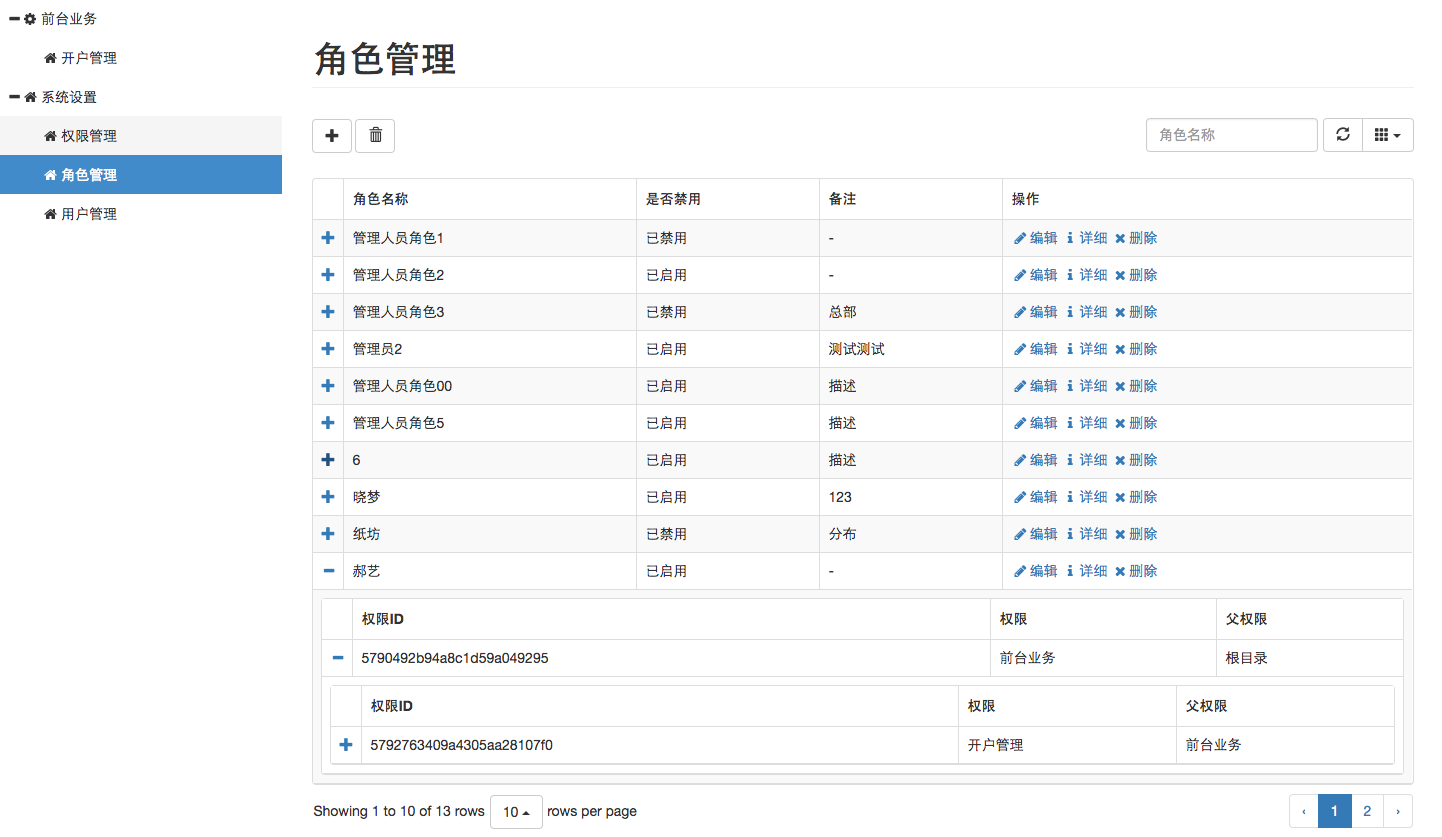 前台业务
开户管理
系统设置
权限管理
角色管理
用户管理
角色管理
角色名称
角色名称 是否禁用 备注 操作
管理人员角色1 已禁用 - 编辑 详细 删除
管理人员角色2 已启用 - 编辑 详细 删除
管理人员角色3 已禁用 总部 编辑 详细 删除
管理员2 已启用 测试测试 编辑 详细 删除
管理人员角色00 已启用 描述 编辑 详细 删除
管理人员角色5 已启用 描述 编辑 详细 删除
6 已启用 描述 编辑 详细 删除
晓梦 已启用 123 编辑 详细 删除
纸坊 已禁用 分布 编辑 详细 删除
郝艺 已启用 - 编辑 详细 删除
权限ID 权限 父权限
5790492b94a8c1d59a049295 前台业务 根目录
权限ID 权限 父权限
5792763409a4305aa28107f0 开户管理 前台业务
Showing 1 to 10 of 13 rows 10 rows per page ‹ 1 2 ›